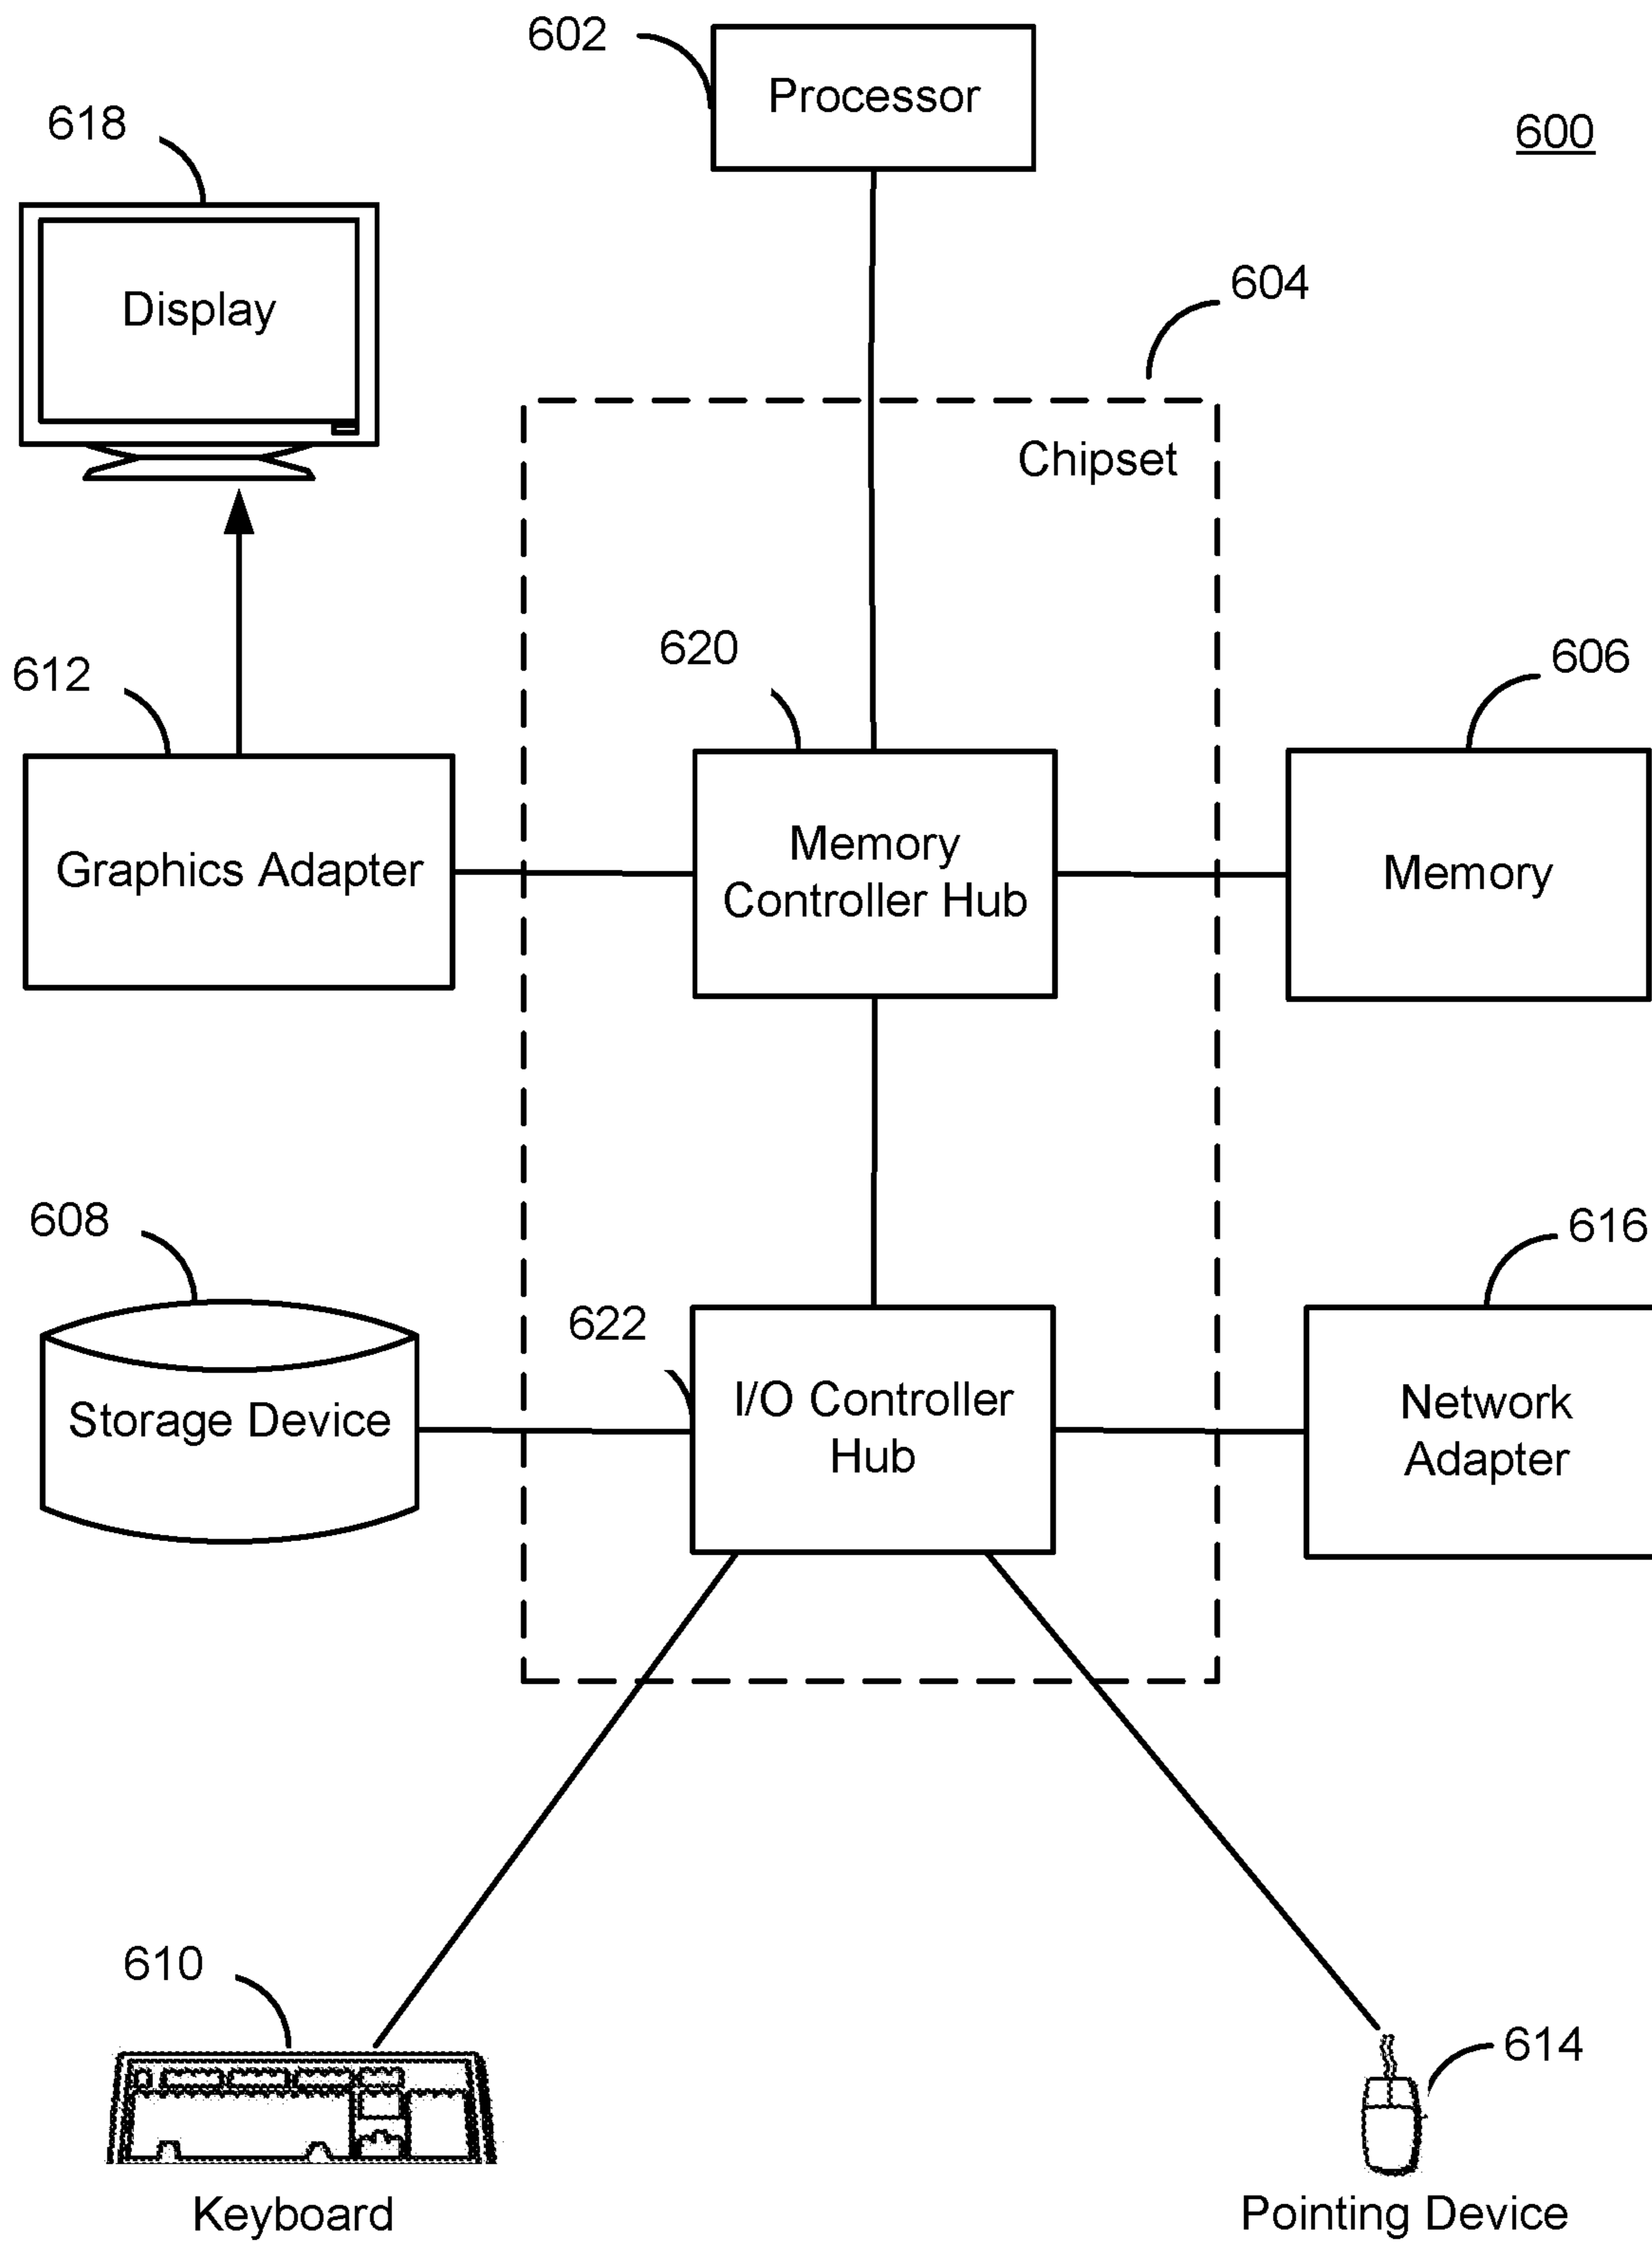 602
Processor
600
618
Display
604
Chipset
620
606
612
Memory
Controller Hub
Graphics Adapter
Memory
608
616
622
I/O Controller
Hub
Storage Device
Network
Adapter
610
614
Keyboard
Pointing Device